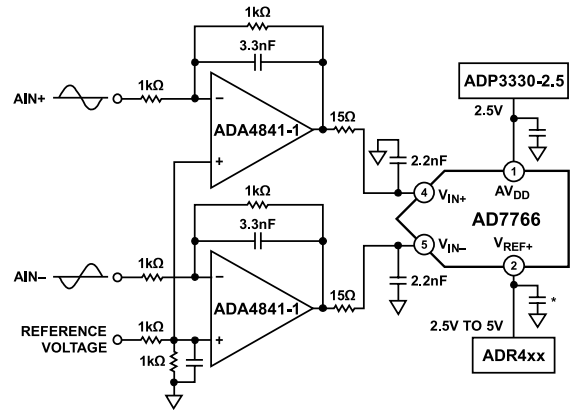 1kΩ
3.3nF
1kΩ
AIN+
−
ADA4841-1
+
15Ω
ADP3330-2.5
2.5V
2.2nF
1
4
VIN+
AVDD
AD7766
1kΩ
3.3nF
5
VIN−
VREF+
2
2.2nF
*
1kΩ
AIN−
−
ADA4841-1
+
15Ω
REFERENCE
VOLTAGE
1kΩ
1kΩ
2.5V TO 5V
ADR4xx